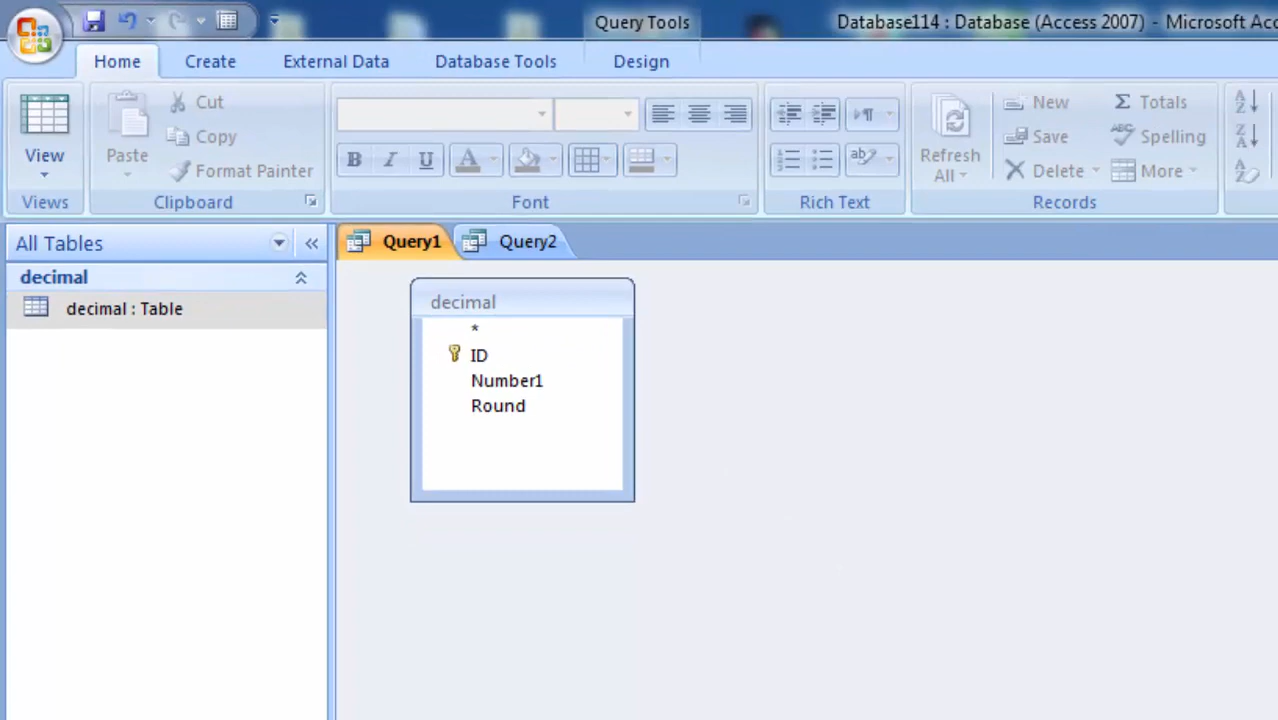 Query Tools
Database114 : Database (Access 2007) - Microsoft Acc
Home Create External Data Database Tools Design
View
Views
Paste
Cut
Copy
Format Painter
Clipboard
B I U A
Font
ab
Rich Text
Refresh
All
New
Save
Delete
Σ Totals
ABC Spelling
More
Records
All Tables
decimal
decimal : Table
Query1 Query2
decimal
*
ID
Number1
Round